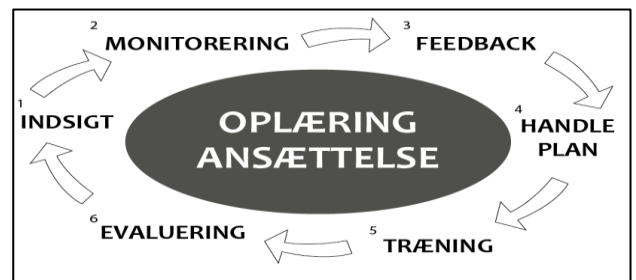 1 INDSIGT
2 MONITORERING
3 FEEDBACK
4 HANDLE
PLAN
5 TRÆNING
6 EVALUERING
OPLÆRING
ANSÆTTELSE